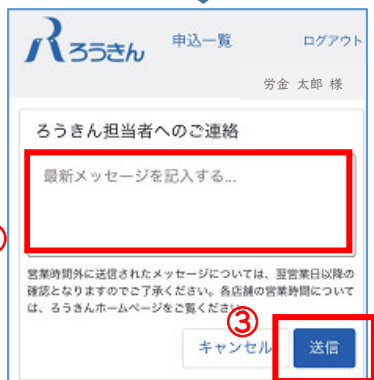 ろうきん 申込一覧 ログアウト
労金 太郎 様
ろうきん担当者へのご連絡
最新メッセージを記入する...
営業時間外に送信されたメッセージについては、翌営業日以降の
確認となりますのでご了承ください。各店舗の営業時間について
は、ろうきんホームページをご覧ください。
③
キャンセル 送信